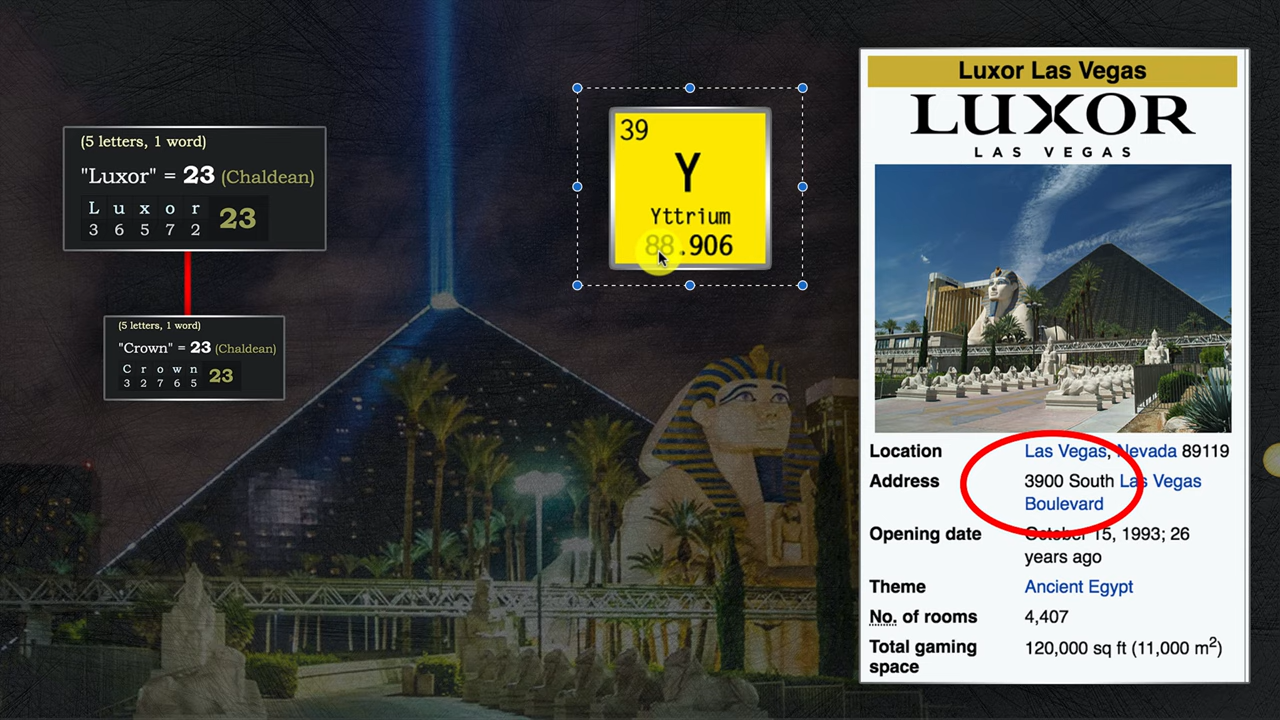 (5 letters, 1 word)
"Luxor" = 23 (Chaldean)
L u x o r
3 6 5 7 2
23
(5 letters, 1 word)
"Crown" = 23 (Chaldean)
C r o w n
3 2 7 6 5
23
39
Y
Yttrium
88.906
Luxor Las Vegas
LUXOR
LAS VEGAS
Location Las Vegas, Nevada 89119
Address 3900 South Las Vegas
Boulevard
Opening date October 15, 1993; 26
years ago
Theme Ancient Egypt
No. of rooms 4,407
Total gaming
space 120,000 sq ft (11,000 m²)